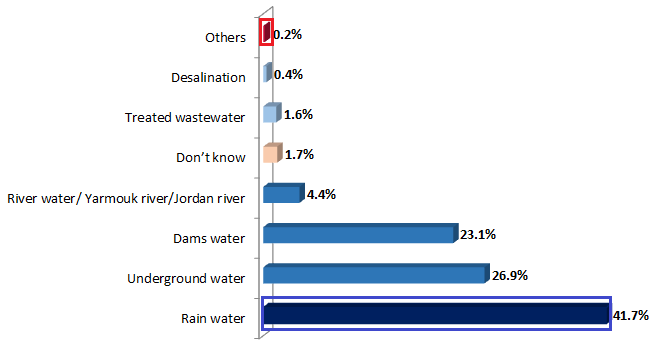 Others 0.2%
Desalination 0.4%
Treated wastewater 1.6%
Don’t know 1.7%
River water/ Yarmouk river/Jordan river 4.4%
Dams water 23.1%
Underground water 26.9%
Rain water 41.7%